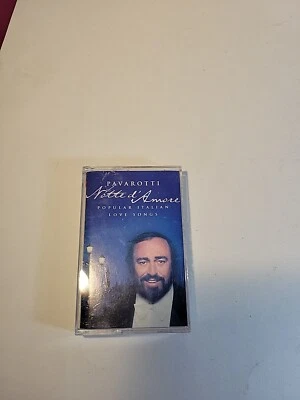 PAVAROTTI
Notte d'Amore
POPULAR ITALIAN
LOVE SONGS